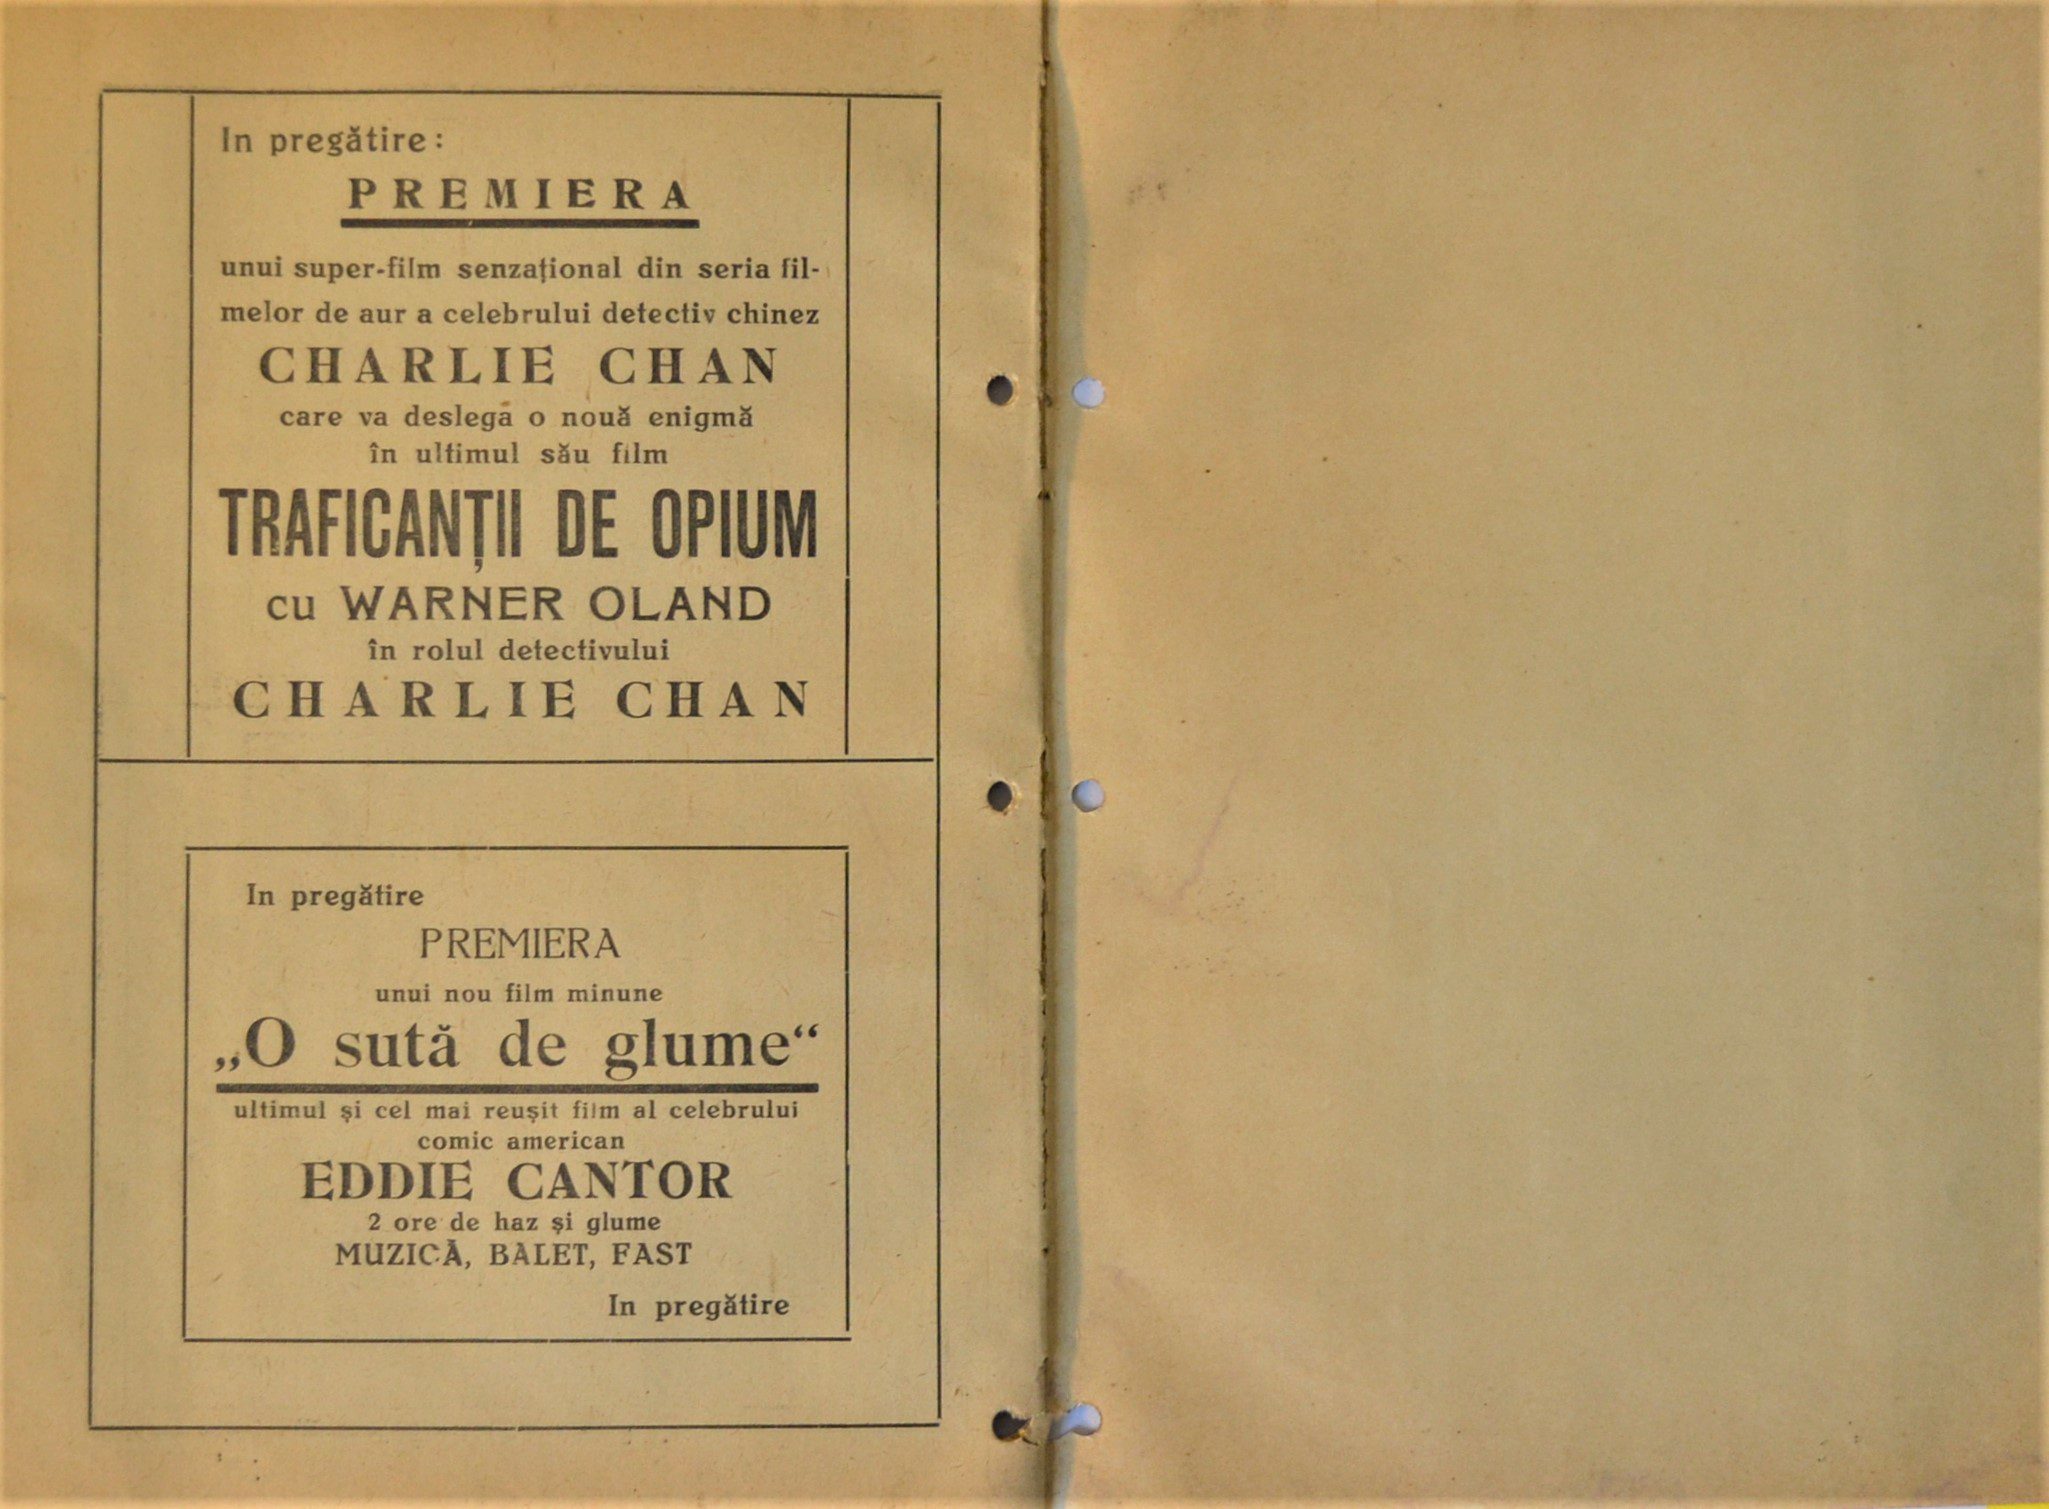 In pregătire:
PREMIERA
unui super-film senzațional din seria fil-
melor de aur a celebrului detectiv chinez
CHARLIE CHAN
care va deslega o nouă enigmă
în ultimul său film
TRAFICANȚII DE OPIUM
cu WARNER OLAND
în rolul detectivului
CHARLIE CHAN
In pregătire
PREMIERA
unui nou film minune
„O sută de glume“
ultimul și cel mai reușit film al celebrului
comic american
EDDIE CANTOR
2 ore de haz și glume
MUZICĂ, BALET, FAST
In pregătire